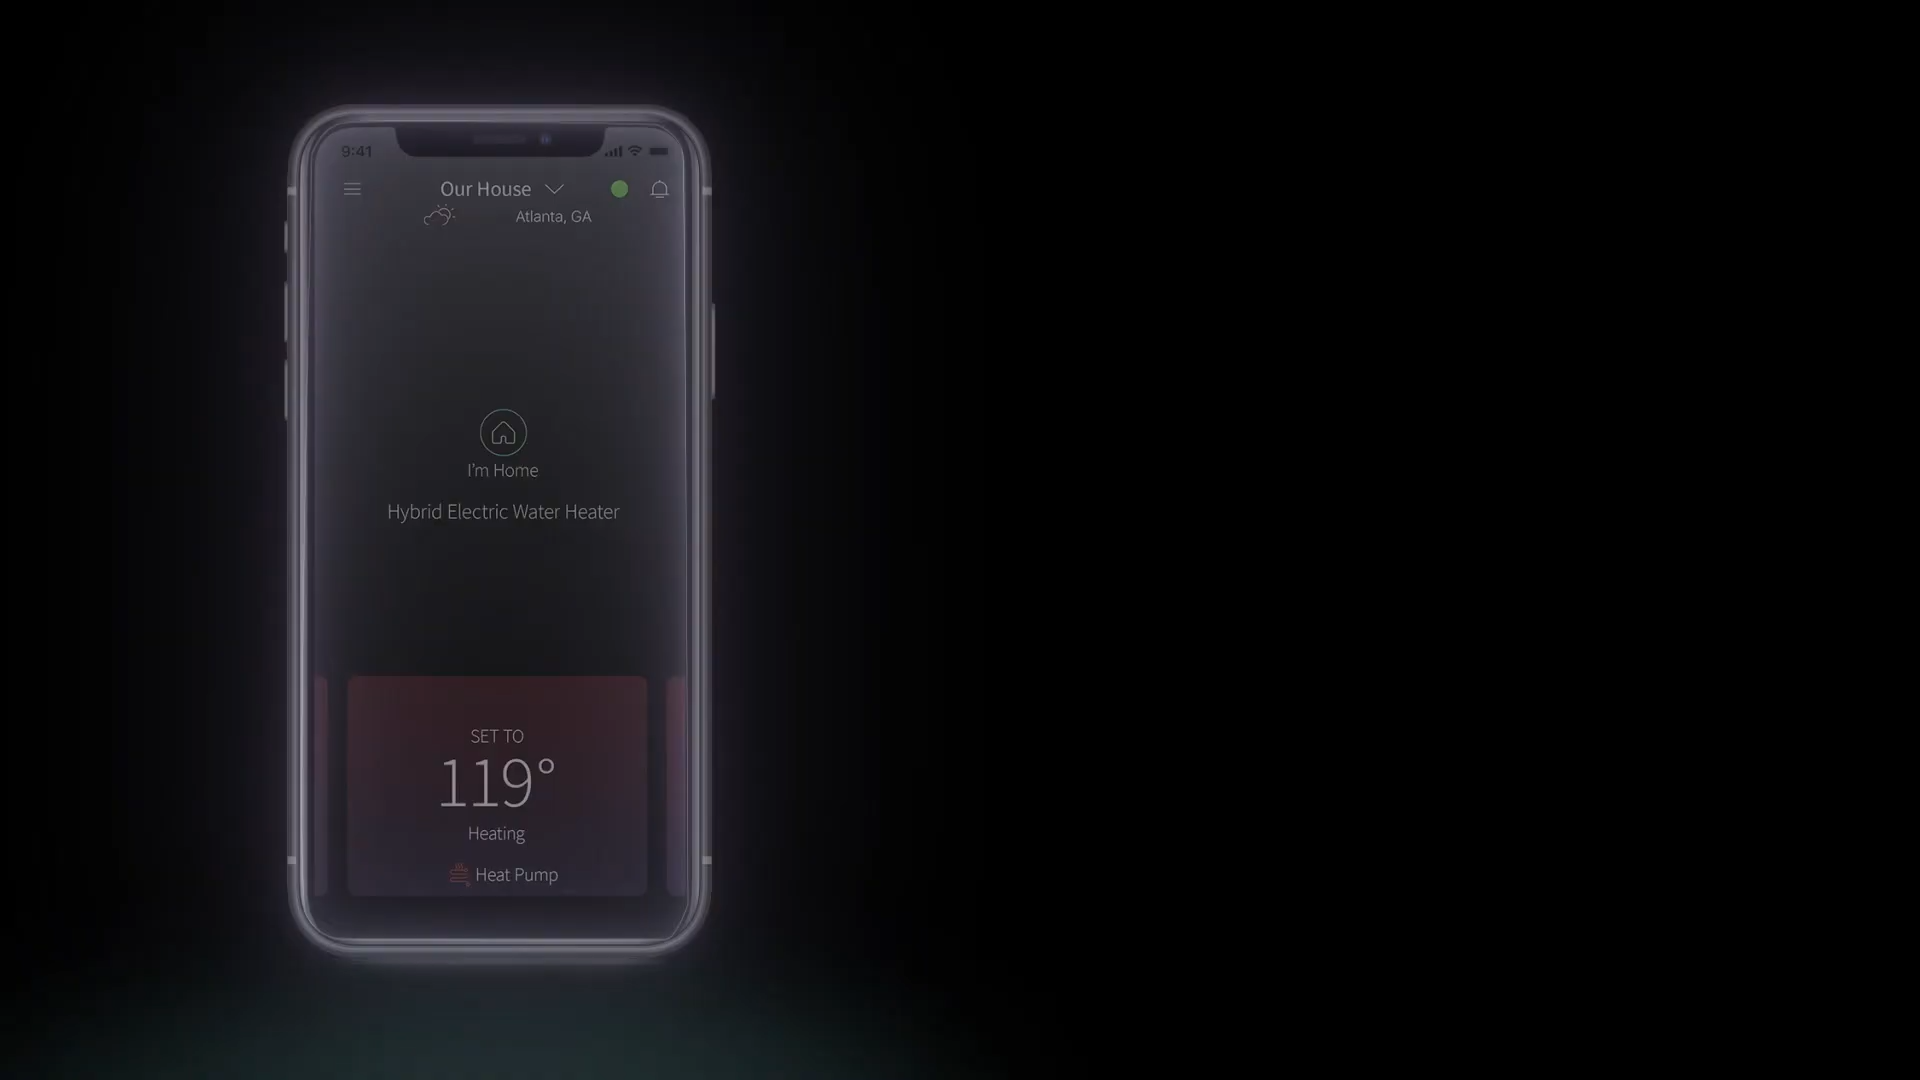 9:41
Our House
Atlanta, GA
I'm Home
Hybrid Electric Water Heater
SET TO
119°
Heating
Heat Pump